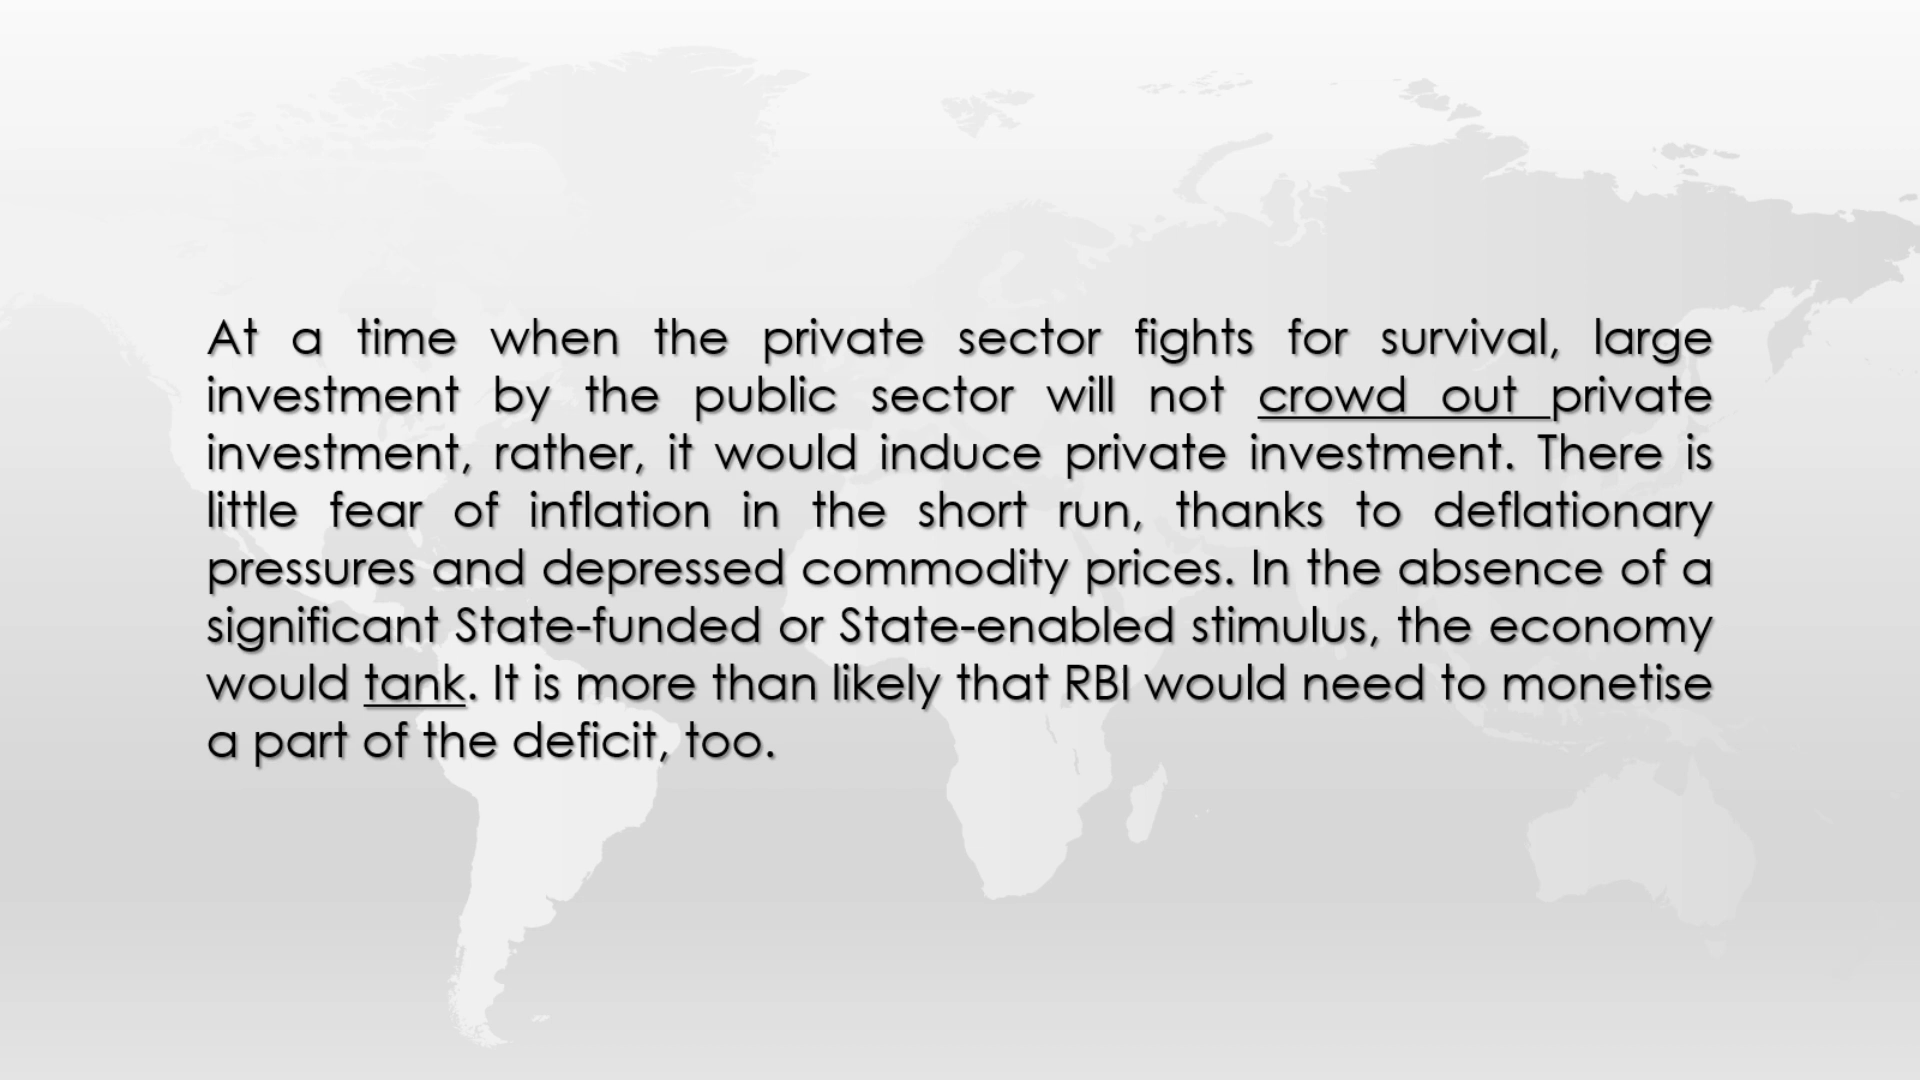 At a time when the private sector fights for survival, large
investment by the public sector will not crowd out private
investment, rather, it would induce private investment. There is
little fear of inflation in the short run, thanks to deflationary
pressures and depressed commodity prices. In the absence of a
significant State-funded or State-enabled stimulus, the economy
would tank. It is more than likely that RBI would need to monetise
a part of the deficit, too.